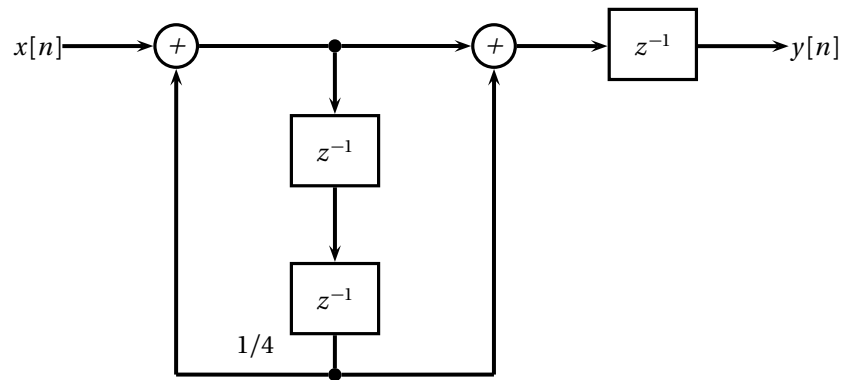 x[n] + + z⁻¹ y[n]
z⁻¹
z⁻¹
1/4